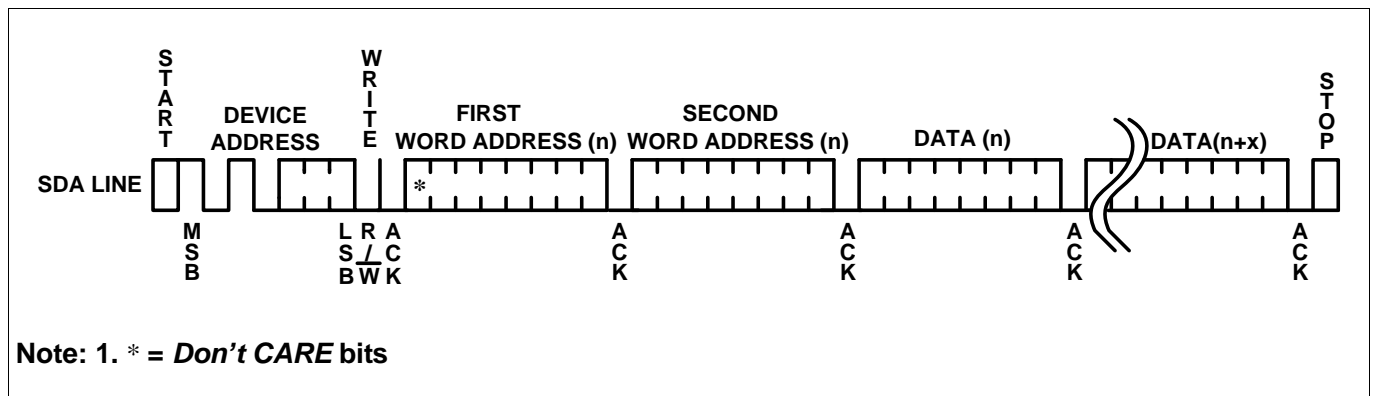 START
WRITE
STOP
DEVICE ADDRESS
FIRST WORD ADDRESS (n)
SECOND WORD ADDRESS (n)
DATA (n)
DATA(n+x)
SDA LINE
*
MSB
LSB
R/W
ACK
ACK
ACK
ACK
ACK
Note: 1. * = Don't CARE bits